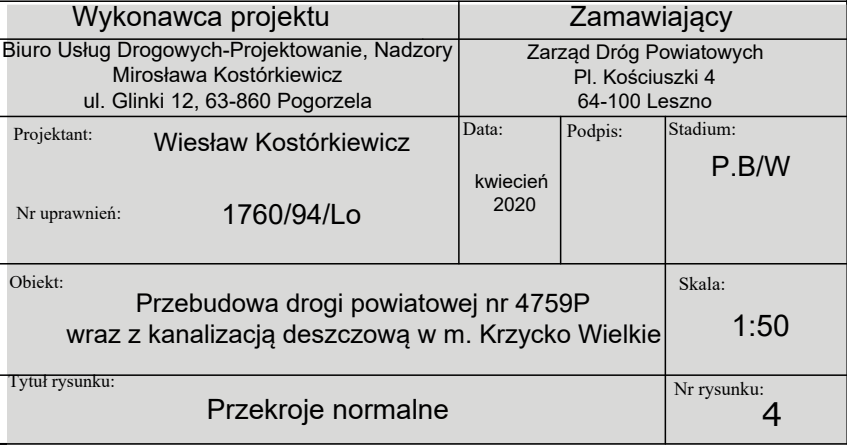 Wykonawca projektu
Zamawiający
Biuro Usług Drogowych-Projektowanie, Nadzory
Mirosława Kostórkiewicz
ul. Glinki 12, 63-860 Pogorzela
Zarząd Dróg Powiatowych
Pl. Kościuszki 4
64-100 Leszno
Projektant:
Wiesław Kostórkiewicz
Nr uprawnień:
1760/94/Lo
Data:
kwiecień
2020
Podpis:
Stadium:
P.B/W
Obiekt:
Przebudowa drogi powiatowej nr 4759P
wraz z kanalizacją deszczową w m. Krzycko Wielkie
Skala:
1:50
Tytuł rysunku:
Przekroje normalne
Nr rysunku:
4